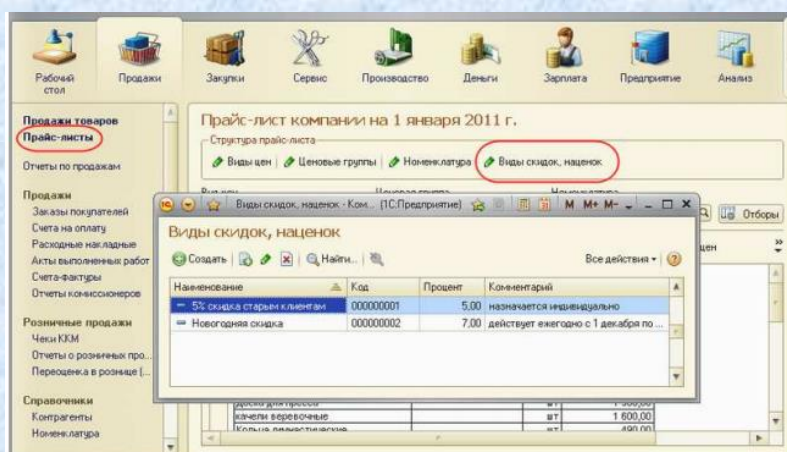 Рабочий стол
Продажи
Закупки
Сервис
Производство
Деньги
Зарплата
Предприятие
Анализ
Продажи товаров
Прайс-листы
Отчеты по продажам
Продажи
Заказы покупателей
Счета на оплату
Расходные накладные
Акты выполненных работ
Счета-фактуры
Отчеты комиссионеров
Розничные продажи
Чеки ККМ
Отчеты о розничных про...
Переоценка в рознице (...
Справочники
Контрагенты
Номенклатура
Прайс-лист компании на 1 января 2011 г.
Структура прайс-листа
Виды цен
Ценовые группы
Номенклатура
Виды скидок, наценок
Отборы
цен
Виды скидок, наценок - Ком... (1С:Предприятие)
M M+ M-
Виды скидок, наценок
Создать
Найти...
Все действия
Наименование Код Процент Комментарий
5% скидка старым клиентам 000000001 5,00 назначается индивидуально
Новогодняя скидка 000000002 7,00 действует ежегодно с 1 декабря по ...
качели веревочные шт 1 600,00